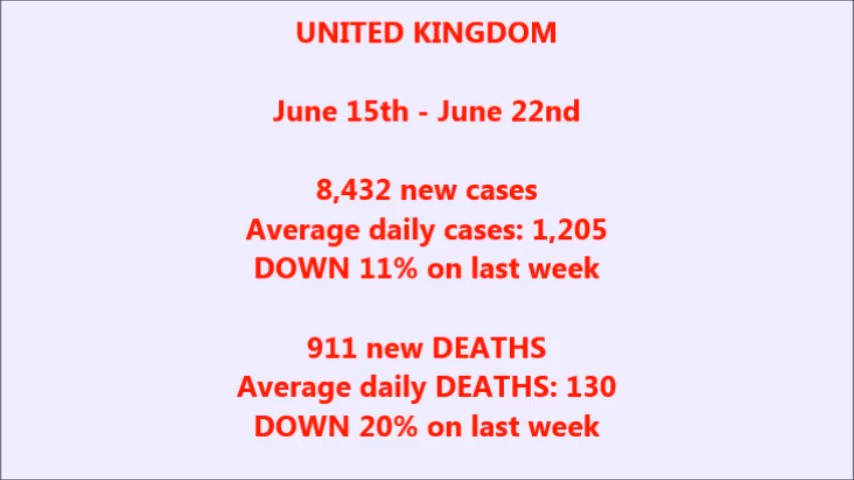 UNITED KINGDOM
June 15th - June 22nd
8,432 new cases
Average daily cases: 1,205
DOWN 11% on last week
911 new DEATHS
Average daily DEATHS: 130
DOWN 20% on last week